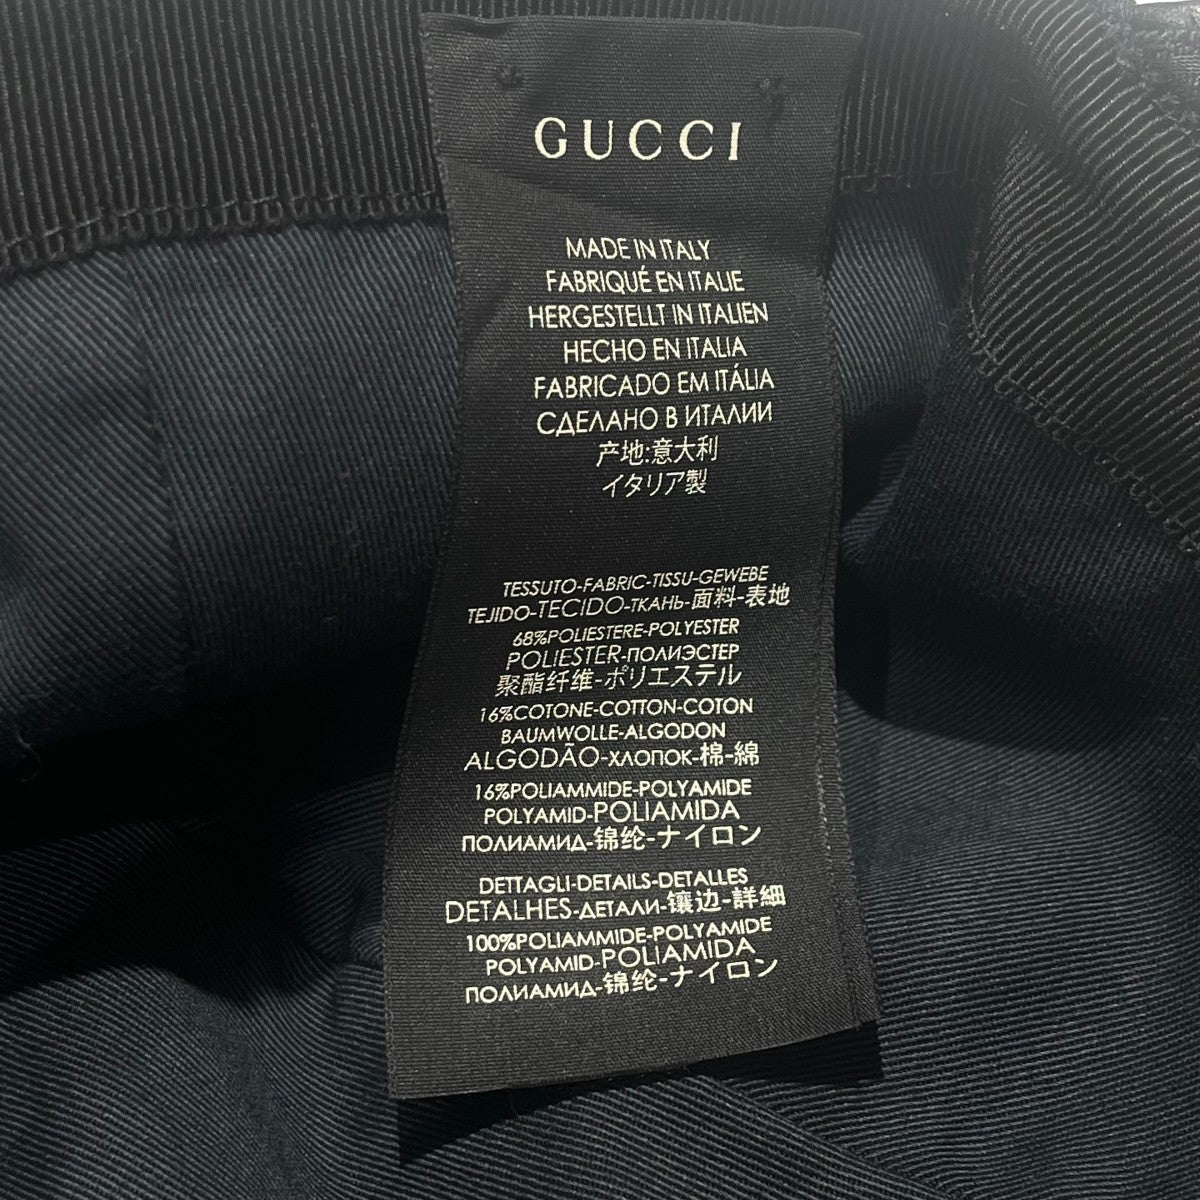 GUCCI
MADE IN ITALY
FABRIQUÉ EN ITALIE
HERGESTELLT IN ITALIEN
HECHO EN ITALIA
FABRICADO EM ITÁLIA
СДЕЛАНО В ИТАЛИИ
产地:意大利
イタリア製
TESSUTO-FABRIC-TISSU-GEWEBE
TEJIDO-TECIDO-ТКАНЬ-面料-表地
68%POLIESTERE-POLYESTER
POLIESTER-ПОЛИЭСТЕР
聚酯纤维-ポリエステル
16%COTONE-COTTON-COTON
BAUMWOLLE-ALGODON
ALGODÃO-ХЛОПОК-棉-綿
16%POLIAMMIDE-POLYAMIDE
POLYAMID-POLIAMIDA
ПОЛИАМИД-锦纶-ナイロン
DETTAGLI-DETAILS-DETALLES
DETALHES-ДЕТАЛИ-镶边-詳細
100%POLIAMMIDE-POLYAMIDE
POLYAMID-POLIAMIDA
ПОЛИАМИД-锦纶-ナイロン